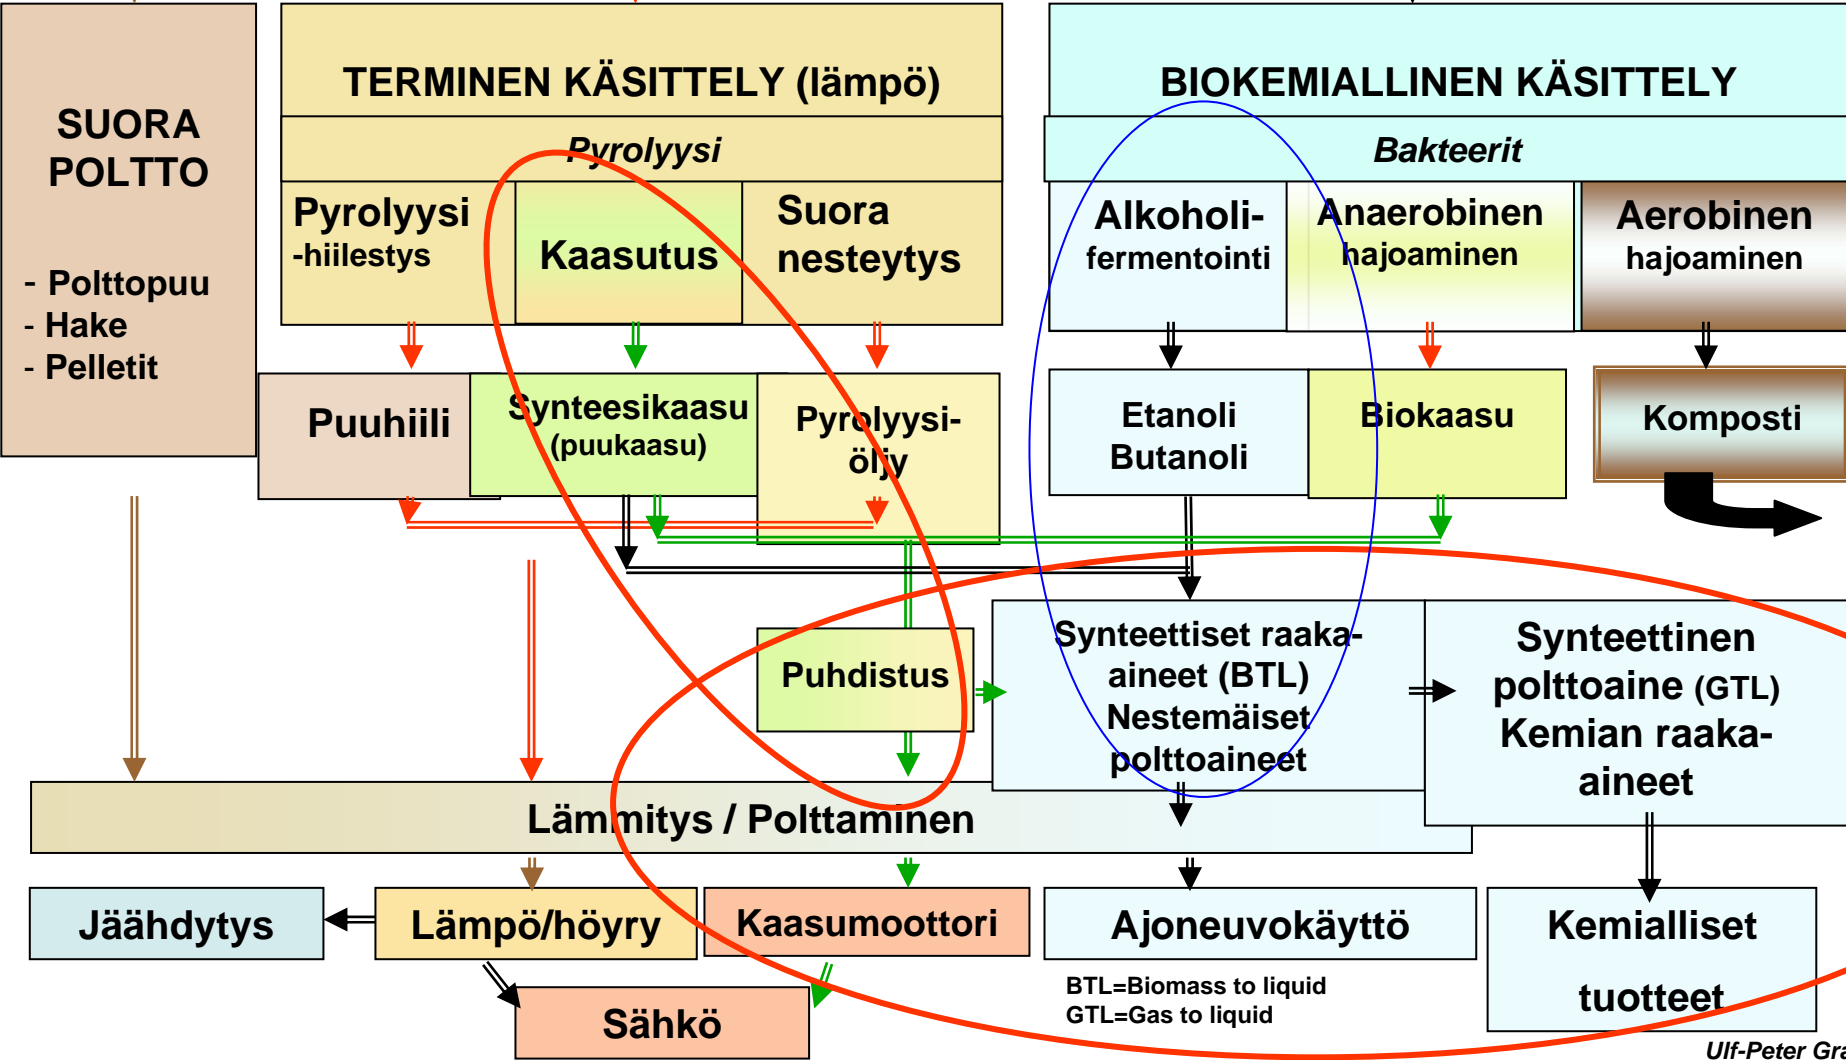 SUORA
POLTTO
- Polttopuu
- Hake
- Pelletit
TERMINEN KÄSITTELY (lämpö)
Pyrolyysi
Pyrolyysi
-hiilestys
Kaasutus
Suora
nesteytys
BIOKEMIALLINEN KÄSITTELY
Bakteerit
Alkoholi-
fermentointi
Anaerobinen
hajoaminen
Aerobinen
hajoaminen
Puuhiili
Synteesikaasu
(puukaasu)
Pyrolyysi-
öljy
Etanoli
Butanoli
Biokaasu
Komposti
Puhdistus
Synteettiset raaka-
aineet (BTL)
Nestemäiset
polttoaineet
Synteettinen
polttoaine (GTL)
Kemian raaka-
aineet
Lämmitys / Polttaminen
Jäähdytys
Lämpö/höyry
Kaasumoottori
Ajoneuvokäyttö
Kemialliset
tuotteet
BTL=Biomass to liquid
GTL=Gas to liquid
Sähkö
Ulf-Peter